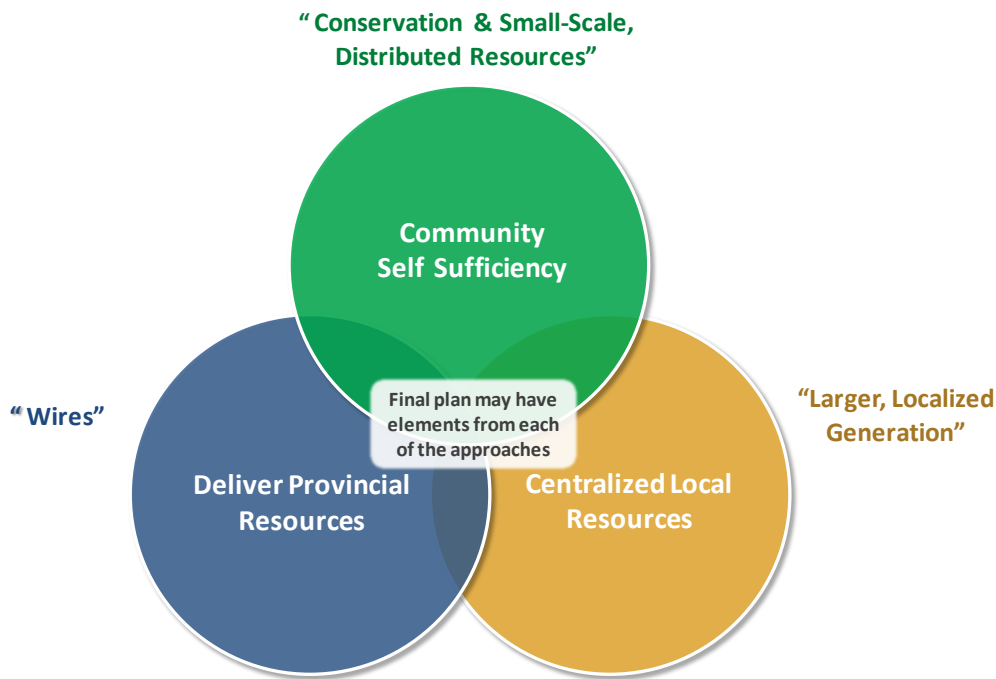 “ Conservation & Small-Scale,
Distributed Resources”
Community
Self Sufficiency
“ Wires”
Final plan may have
elements from each
of the approaches
“Larger, Localized
Generation”
Deliver Provincial
Resources
Centralized Local
Resources